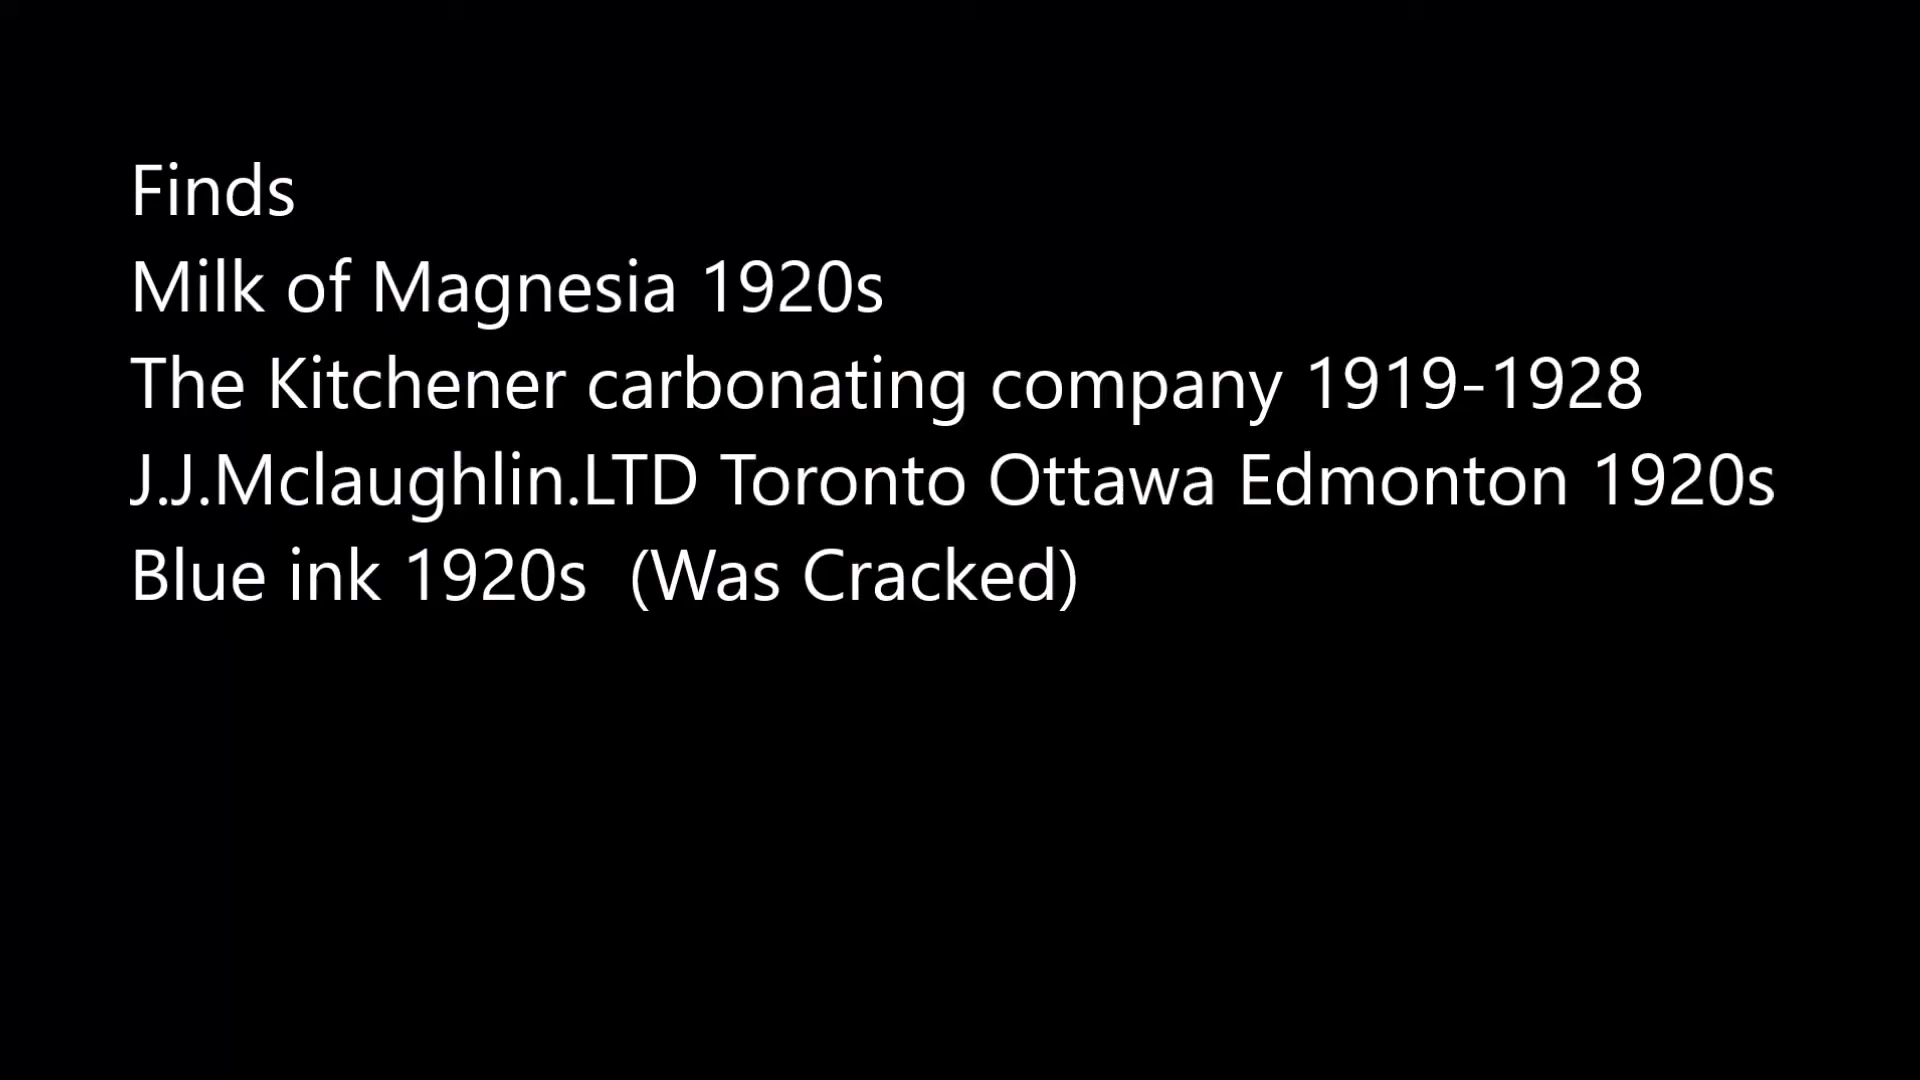 Finds
Milk of Magnesia 1920s
The Kitchener carbonating company 1919-1928
J.J.Mclaughlin.LTD Toronto Ottawa Edmonton 1920s
Blue ink 1920s  (Was Cracked)